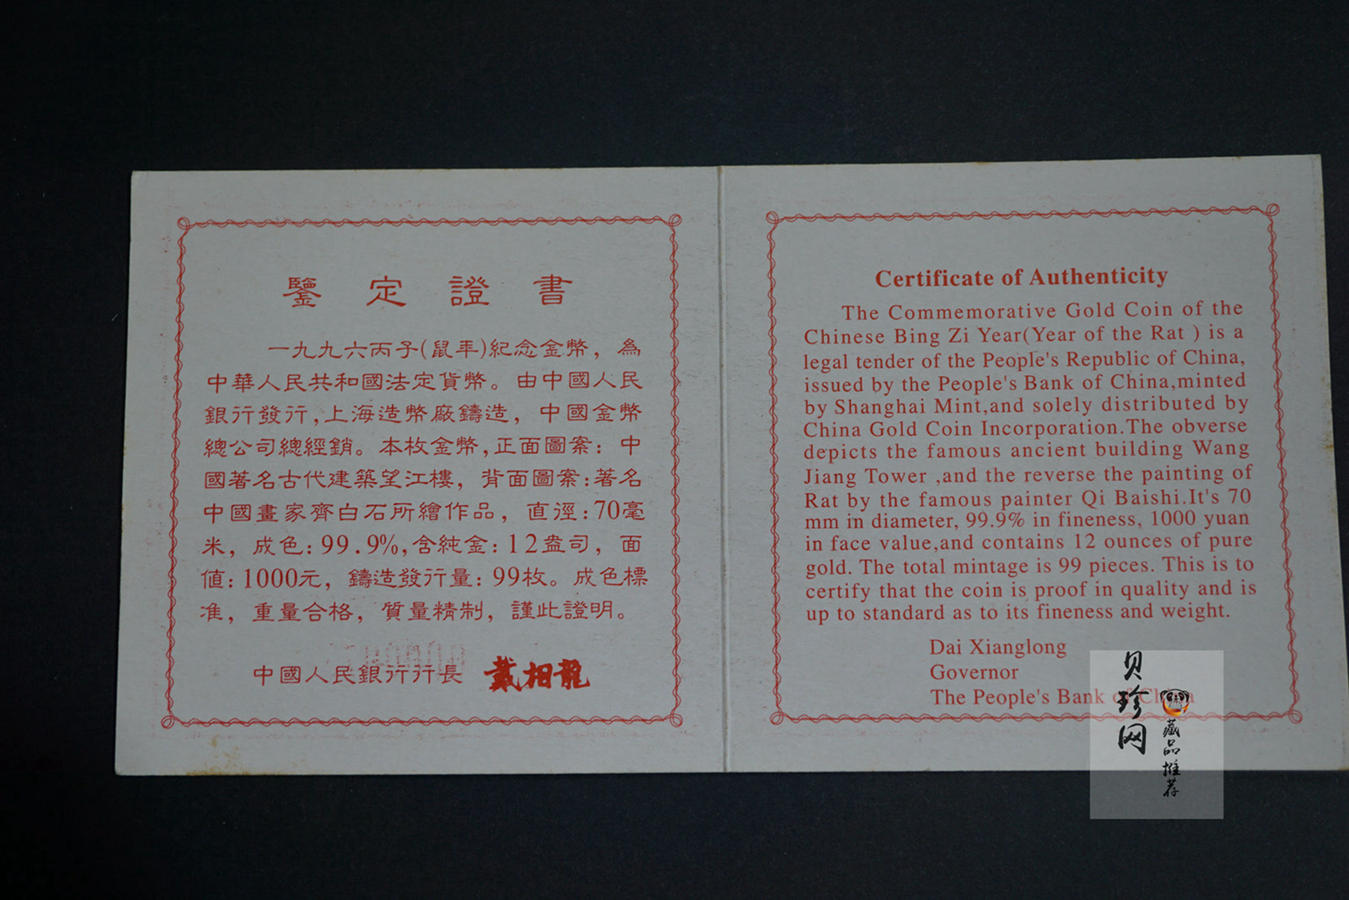 鑒定證書
一九九六丙子(鼠年)紀念金幣，為
中華人民共和國法定貨幣。由中國人民
銀行發行,上海造幣廠鑄造，中國金幣
總公司總經銷。本枚金幣,正面圖案：中
國著名古代建築望江樓，背面圖案:著名
中國畫家齊白石所繪作品，直徑:70毫
米，成色:99.9%,含純金:12盎司，面
值:1000元，鑄造發行量:99枚。成色標
准，重量合格，質量精制，謹此證明。
中國人民銀行行長 戴相龍
Certificate of Authenticity
The Commemorative Gold Coin of the
Chinese Bing Zi Year(Year of the Rat ) is a
legal tender of the People's Republic of China,
issued by the People's Bank of China,minted
by Shanghai Mint,and solely distributed by
China Gold Coin Incorporation.The obverse
depicts the famous ancient building Wang
Jiang Tower ,and the reverse the painting of
Rat by the famous painter Qi Baishi.It's 70
mm in diameter, 99.9% in fineness, 1000 yuan
in face value,and contains 12 ounces of pure
gold. The total mintage is 99 pieces. This is to
certify that the coin is proof in quality and is
up to standard as to its fineness and weight.
Dai Xianglong
Governor
The People's Bank of China
贝珍网
藏品推荐